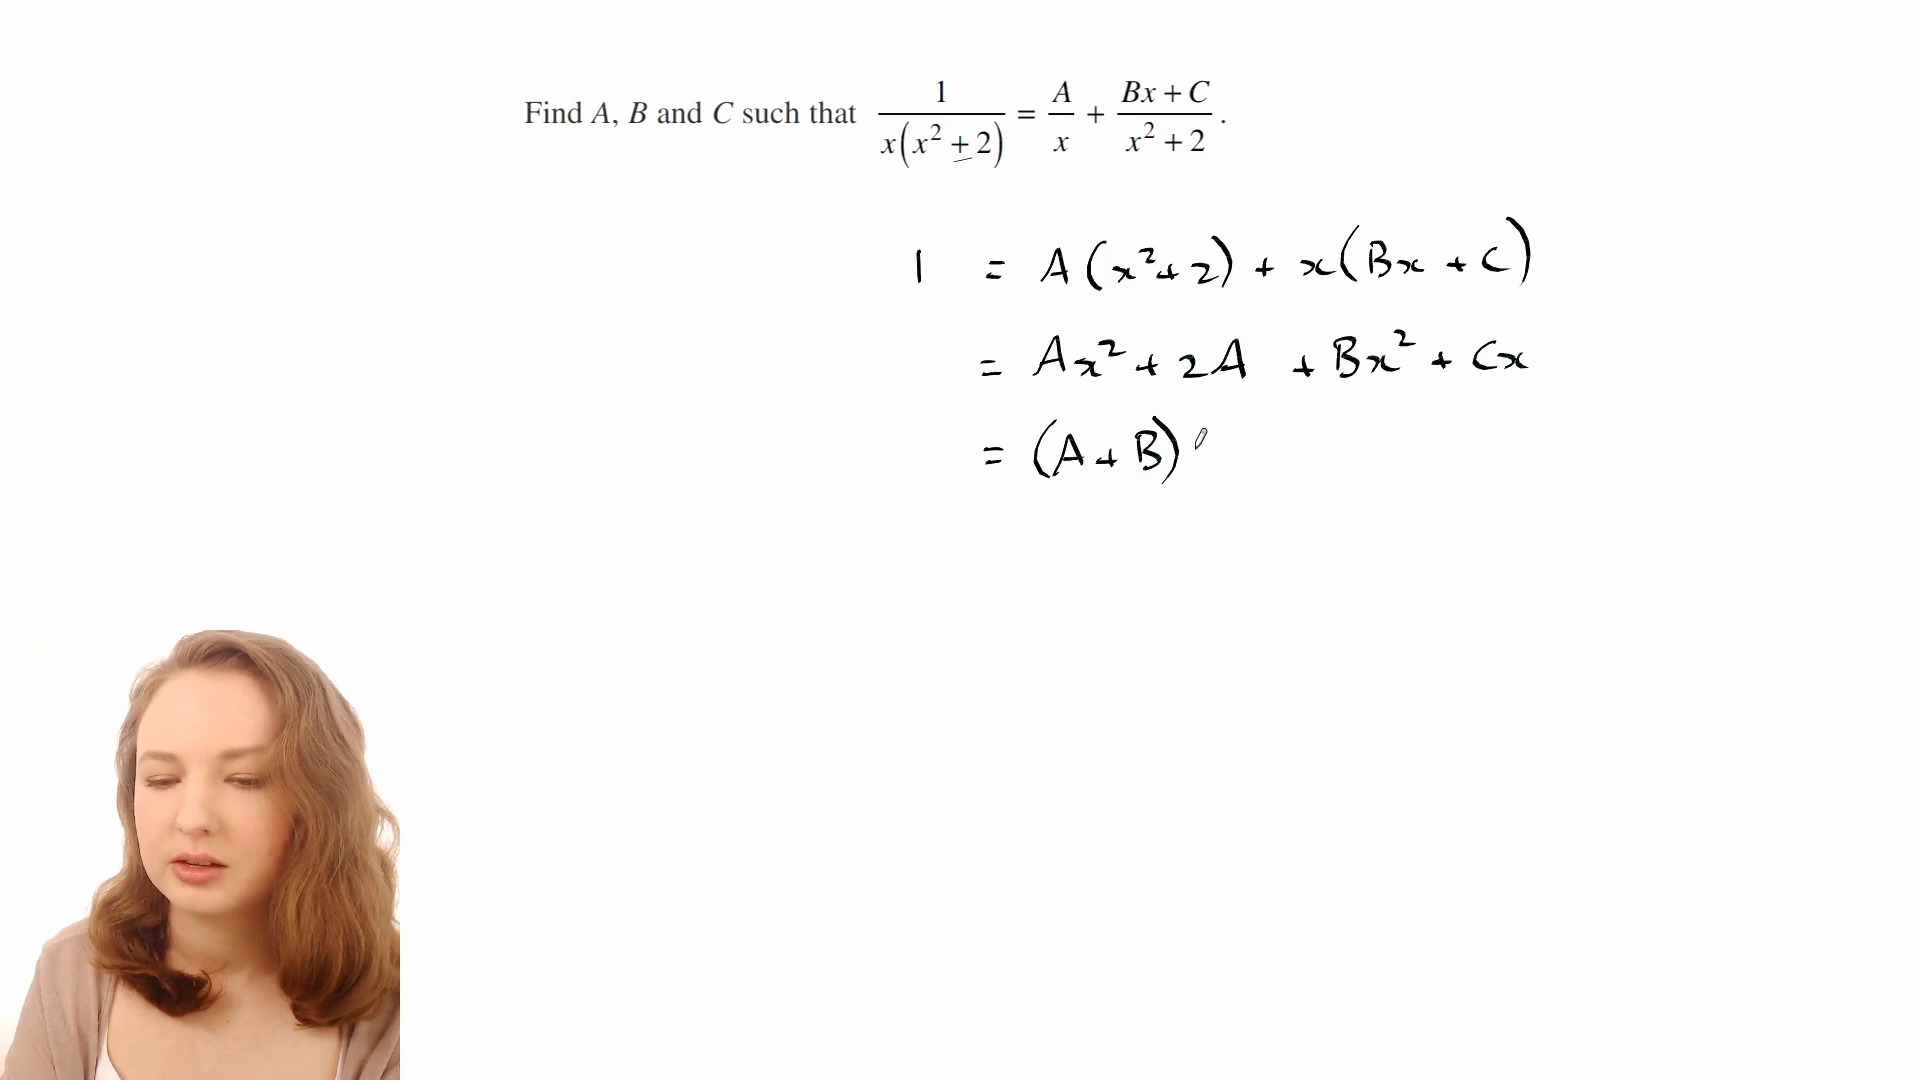 Find A, B and C such that 1/(x(x² + 2)) = A/x + (Bx + C)/(x² + 2).
1 = A(x² + 2) + x(Bx + C)
= Ax² + 2A + Bx² + Cx
= (A + B)